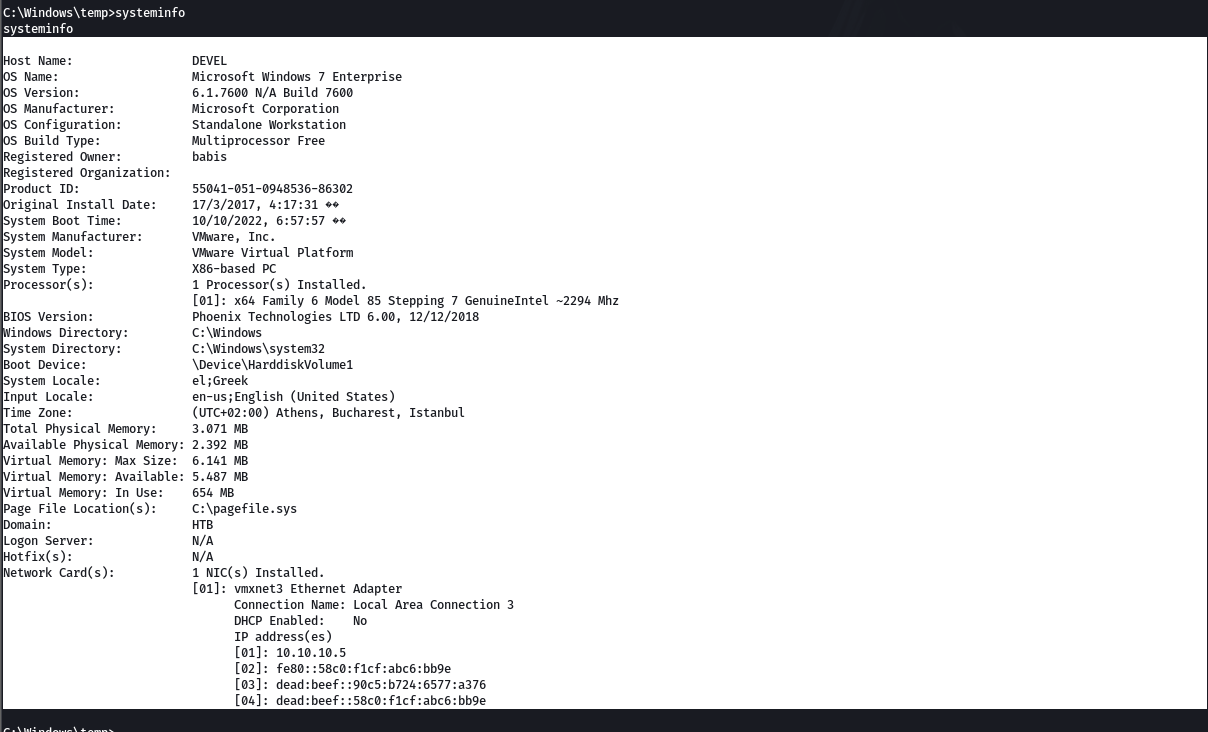 C:\Windows\temp>systeminfo
systeminfo
Host Name:                 DEVEL
OS Name:                   Microsoft Windows 7 Enterprise
OS Version:                6.1.7600 N/A Build 7600
OS Manufacturer:           Microsoft Corporation
OS Configuration:          Standalone Workstation
OS Build Type:             Multiprocessor Free
Registered Owner:          babis
Registered Organization:
Product ID:                55041-051-0948536-86302
Original Install Date:     17/3/2017, 4:17:31 ��
System Boot Time:          10/10/2022, 6:57:57 ��
System Manufacturer:       VMware, Inc.
System Model:              VMware Virtual Platform
System Type:               X86-based PC
Processor(s):              1 Processor(s) Installed.
                           [01]: x64 Family 6 Model 85 Stepping 7 GenuineIntel ~2294 Mhz
BIOS Version:              Phoenix Technologies LTD 6.00, 12/12/2018
Windows Directory:         C:\Windows
System Directory:          C:\Windows\system32
Boot Device:               \Device\HarddiskVolume1
System Locale:             el;Greek
Input Locale:              en-us;English (United States)
Time Zone:                 (UTC+02:00) Athens, Bucharest, Istanbul
Total Physical Memory:     3.071 MB
Available Physical Memory: 2.392 MB
Virtual Memory: Max Size:  6.141 MB
Virtual Memory: Available: 5.487 MB
Virtual Memory: In Use:    654 MB
Page File Location(s):     C:\pagefile.sys
Domain:                    HTB
Logon Server:              N/A
Hotfix(s):                 N/A
Network Card(s):           1 NIC(s) Installed.
                           [01]: vmxnet3 Ethernet Adapter
                                 Connection Name: Local Area Connection 3
                                 DHCP Enabled:    No
                                 IP address(es)
                                 [01]: 10.10.10.5
                                 [02]: fe80::58c0:f1cf:abc6:bb9e
                                 [03]: dead:beef::90c5:b724:6577:a376
                                 [04]: dead:beef::58c0:f1cf:abc6:bb9e
C:\Windows\temp>